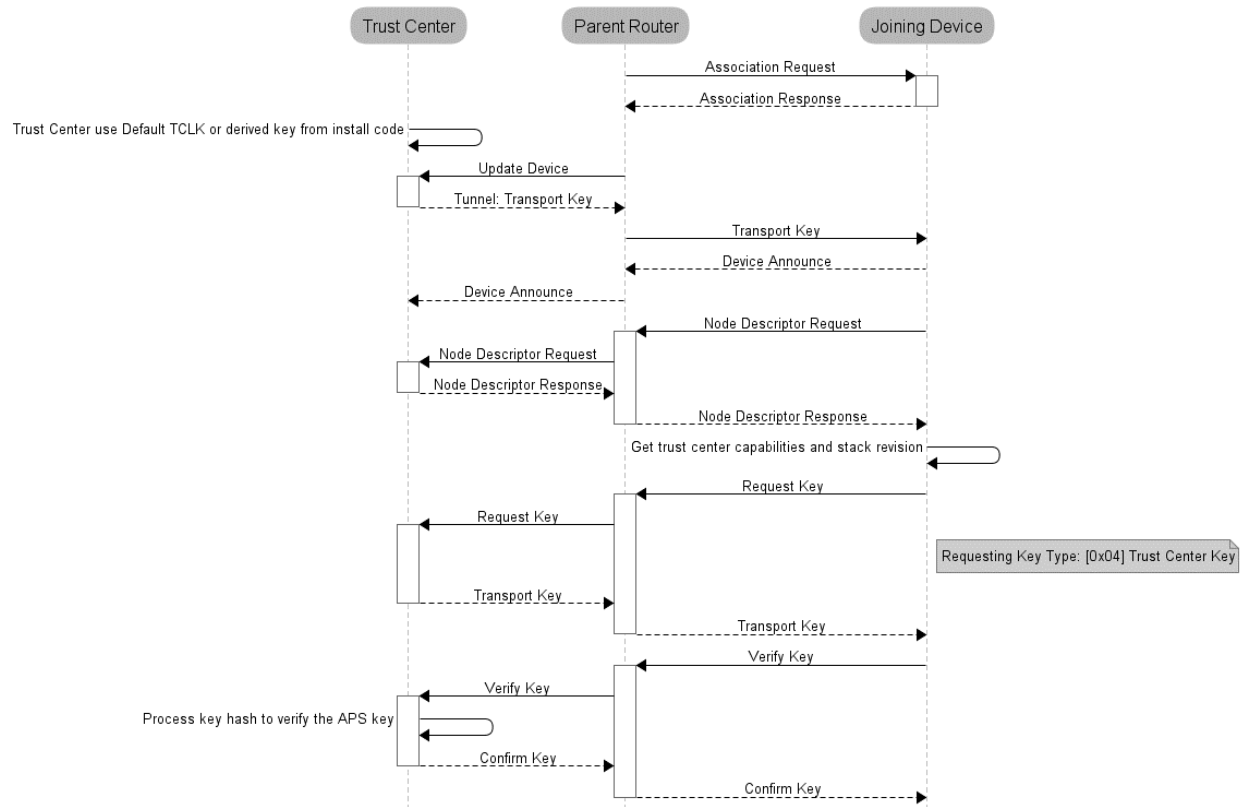 Trust Center
Parent Router
Joining Device
Association Request
Association Response
Trust Center use Default TCLK or derived key from install code
Update Device
Tunnel: Transport Key
Transport Key
Device Announce
Device Announce
Node Descriptor Request
Node Descriptor Request
Node Descriptor Response
Node Descriptor Response
Get trust center capabilities and stack revision
Request Key
Request Key
Requesting Key Type: [0x04] Trust Center Key
Transport Key
Transport Key
Verify Key
Verify Key
Process key hash to verify the APS key
Confirm Key
Confirm Key